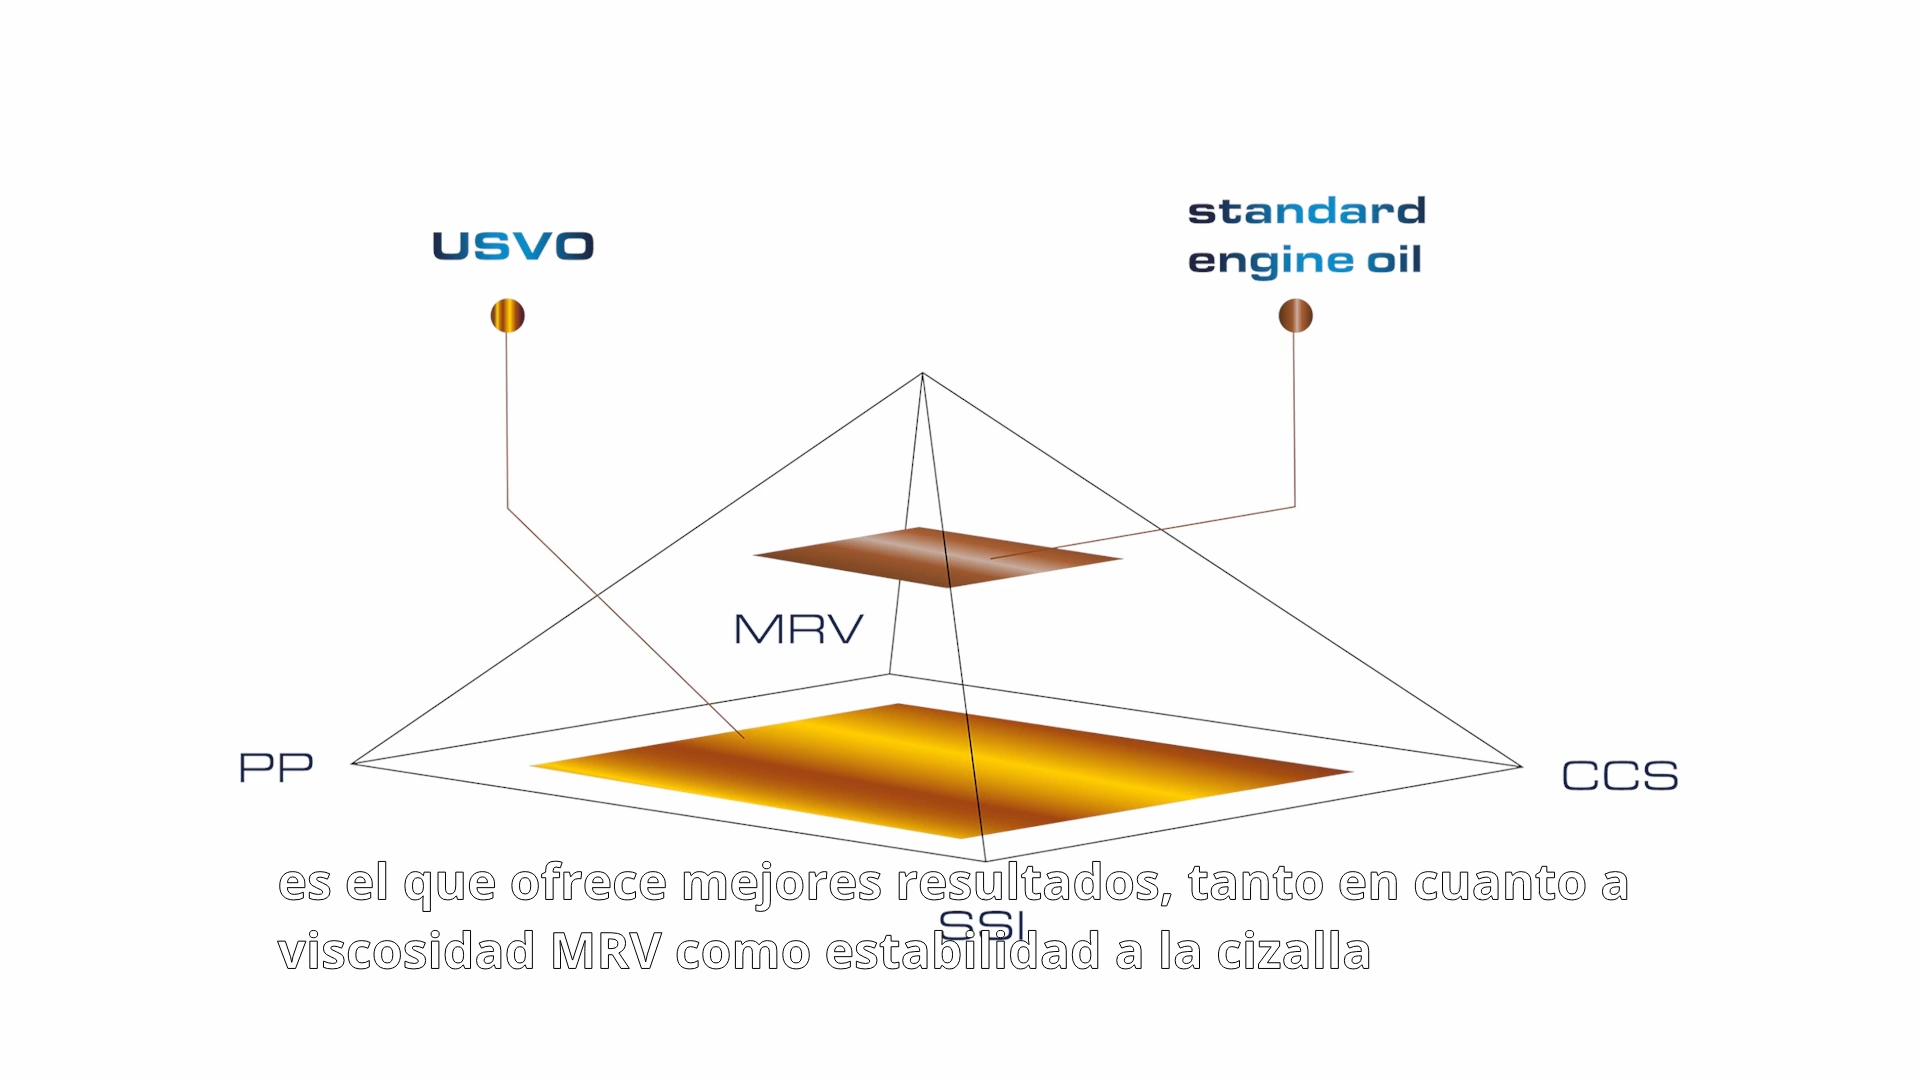 USVO
standard
engine oil
MRV
PP
CCS
SSI
es el que ofrece mejores resultados, tanto en cuanto a
viscosidad MRV como estabilidad a la cizalla